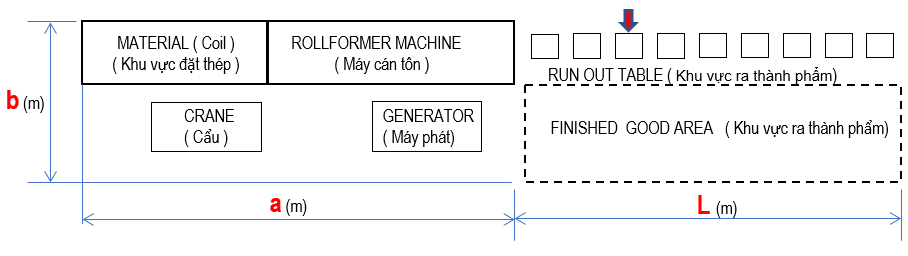 MATERIAL ( Coil )
( Khu vực đặt thép )
ROLLFORMER MACHINE
( Máy cán tôn )
RUN OUT TABLE ( Khu vực ra thành phẩm)
b (m)
CRANE
( Cẩu )
GENERATOR
( Máy phát)
FINISHED GOOD AREA ( Khu vực ra thành phẩm)
a (m)
L (m)